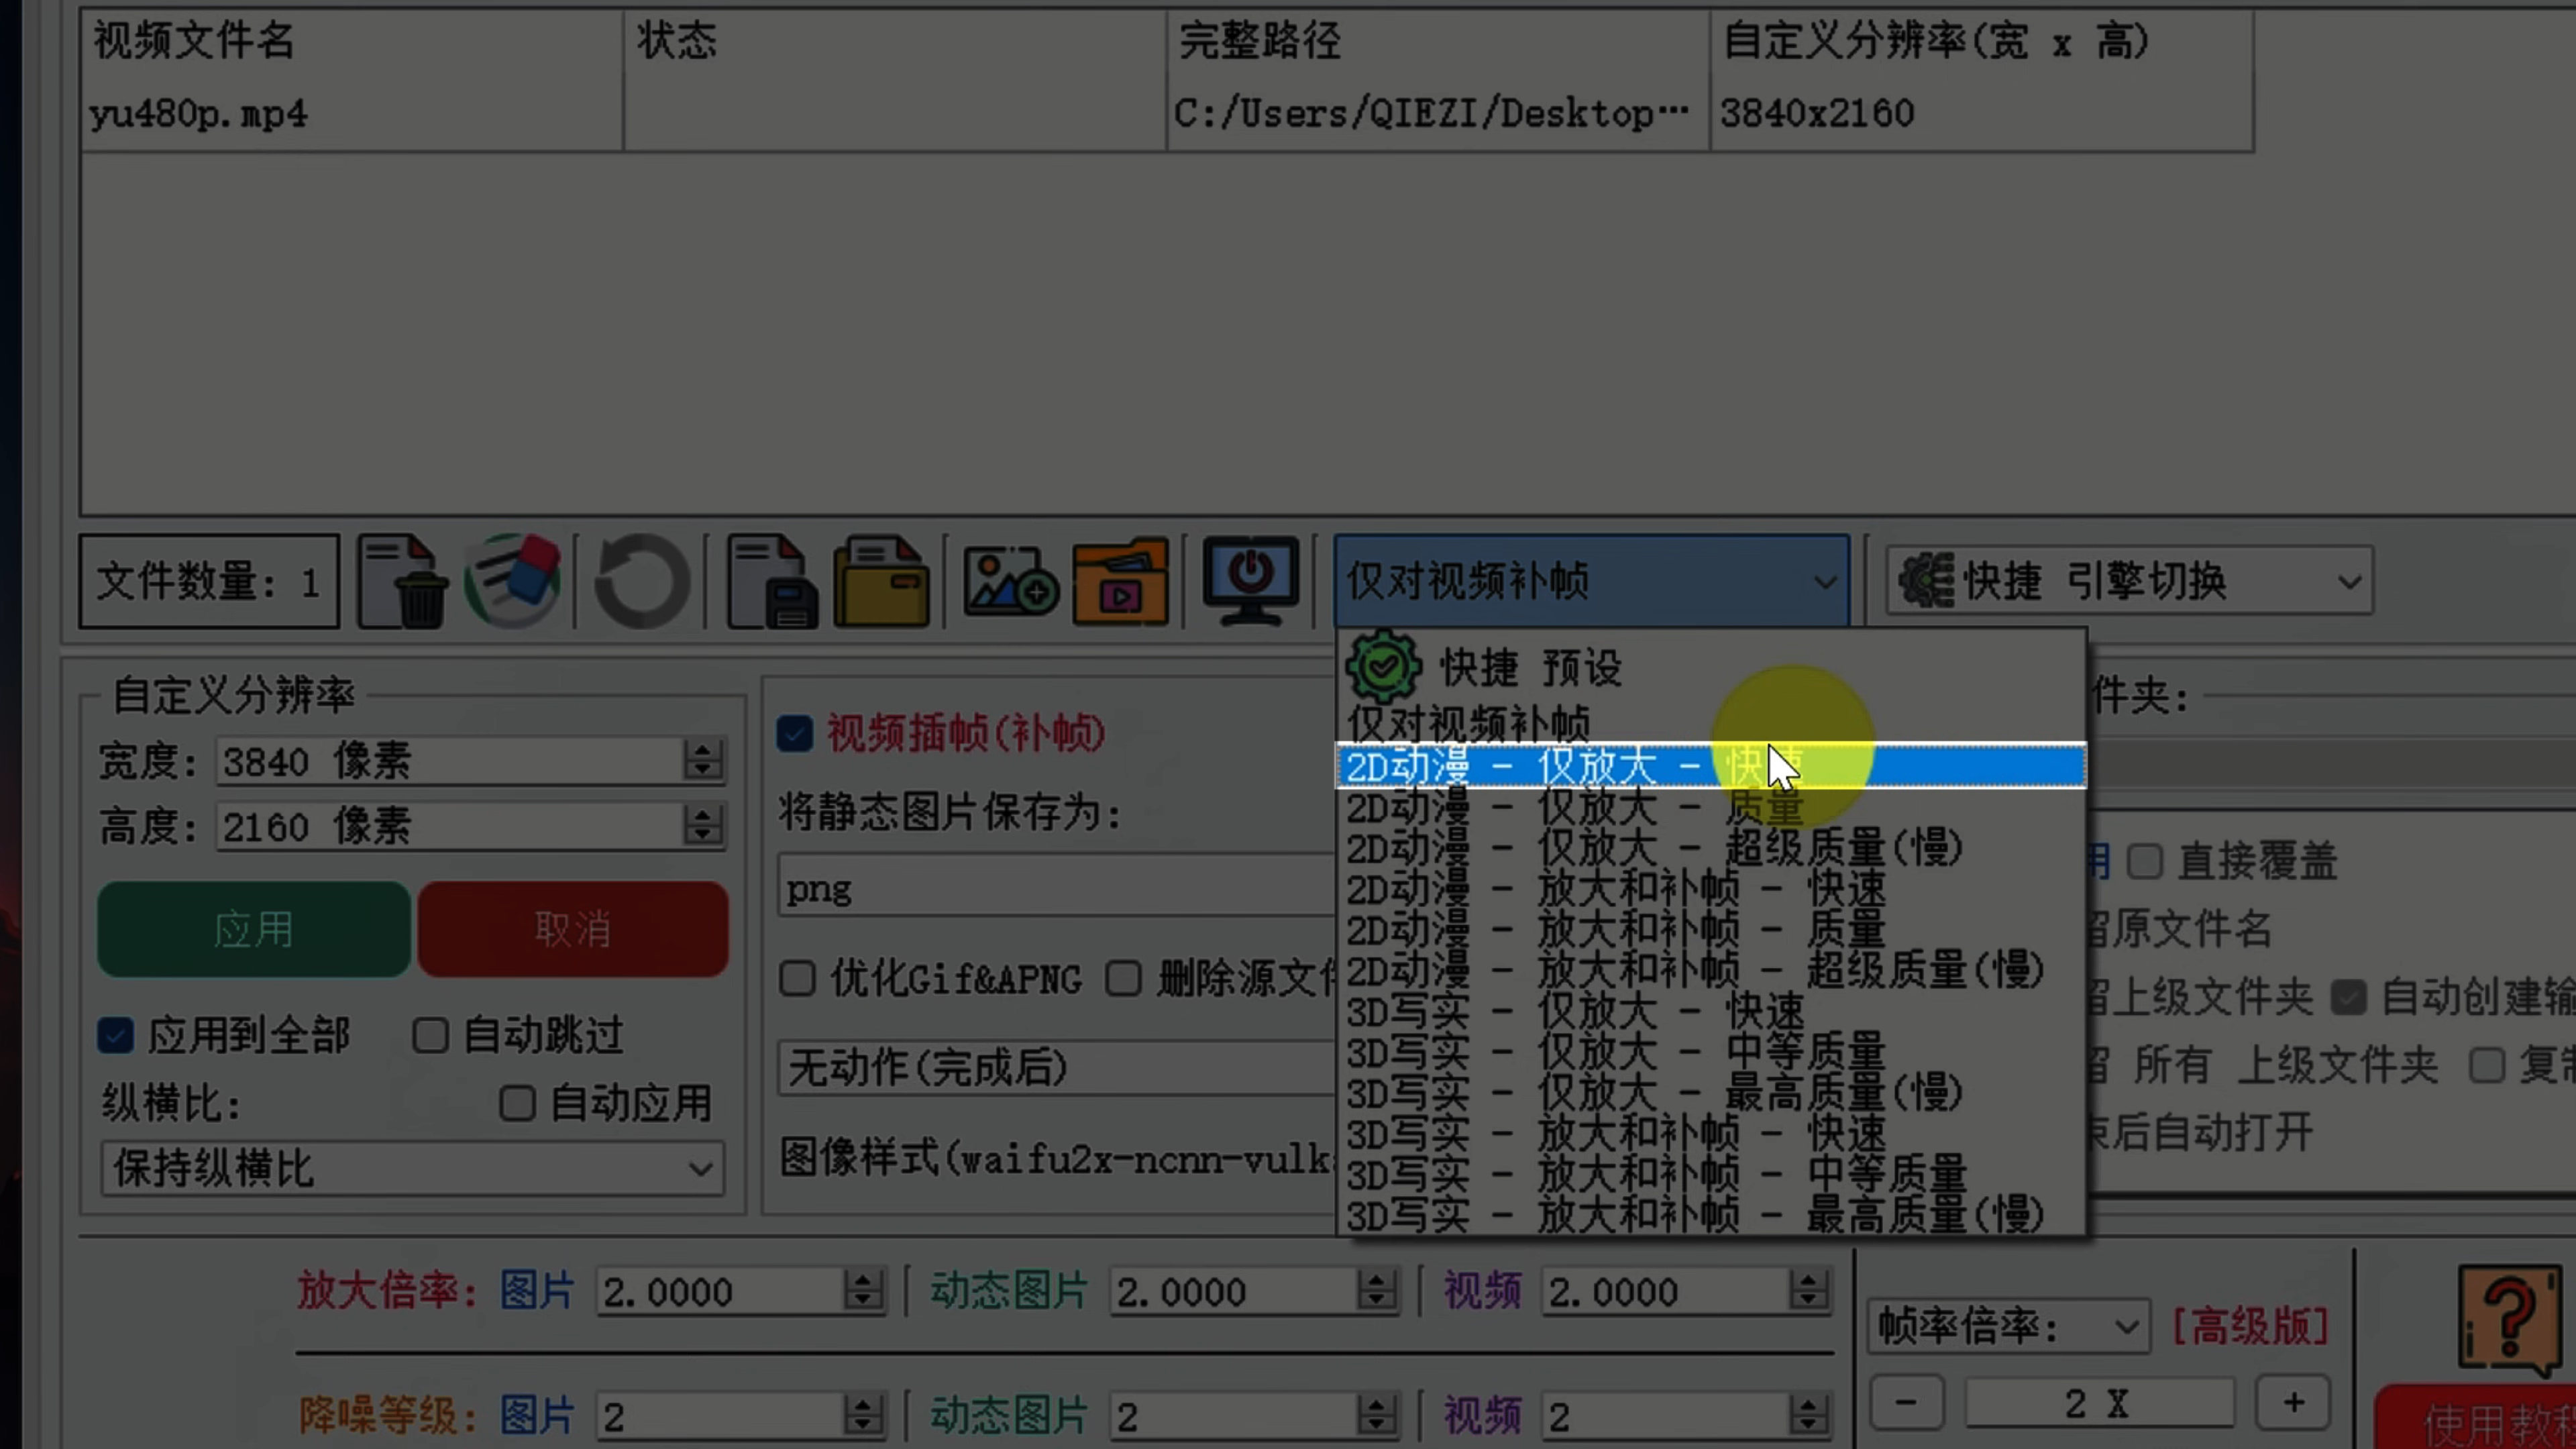 视频文件名 状态 完整路径 自定义分辨率(宽 x 高)
yu480p.mp4 C:/Users/QIEZI/Desktop… 3840x2160
文件数量: 1
仅对视频补帧
快捷 引擎切换
快捷 预设
仅对视频补帧
2D动漫 - 仅放大 - 快速
2D动漫 - 仅放大 - 质量
2D动漫 - 仅放大 - 超级质量(慢)
2D动漫 - 放大和补帧 - 快速
2D动漫 - 放大和补帧 - 质量
2D动漫 - 放大和补帧 - 超级质量(慢)
3D写实 - 仅放大 - 快速
3D写实 - 仅放大 - 中等质量
3D写实 - 仅放大 - 最高质量(慢)
3D写实 - 放大和补帧 - 快速
3D写实 - 放大和补帧 - 中等质量
3D写实 - 放大和补帧 - 最高质量(慢)
自定义分辨率
宽度: 3840 像素
高度: 2160 像素
应用 取消
应用到全部 自动跳过
纵横比: 自动应用
保持纵横比
视频插帧(补帧)
将静态图片保存为:
png
优化Gif&APNG 删除源文件
无动作(完成后)
图像样式(waifu2x-ncnn-vulk
件夹:
用 直接覆盖
留原文件名
留上级文件夹 自动创建输
留 所有 上级文件夹 复制
束后自动打开
放大倍率: 图片 2.0000 动态图片 2.0000 视频 2.0000
降噪等级: 图片 2 动态图片 2 视频 2
帧率倍率: [高级版]
- 2 X +
使用教程